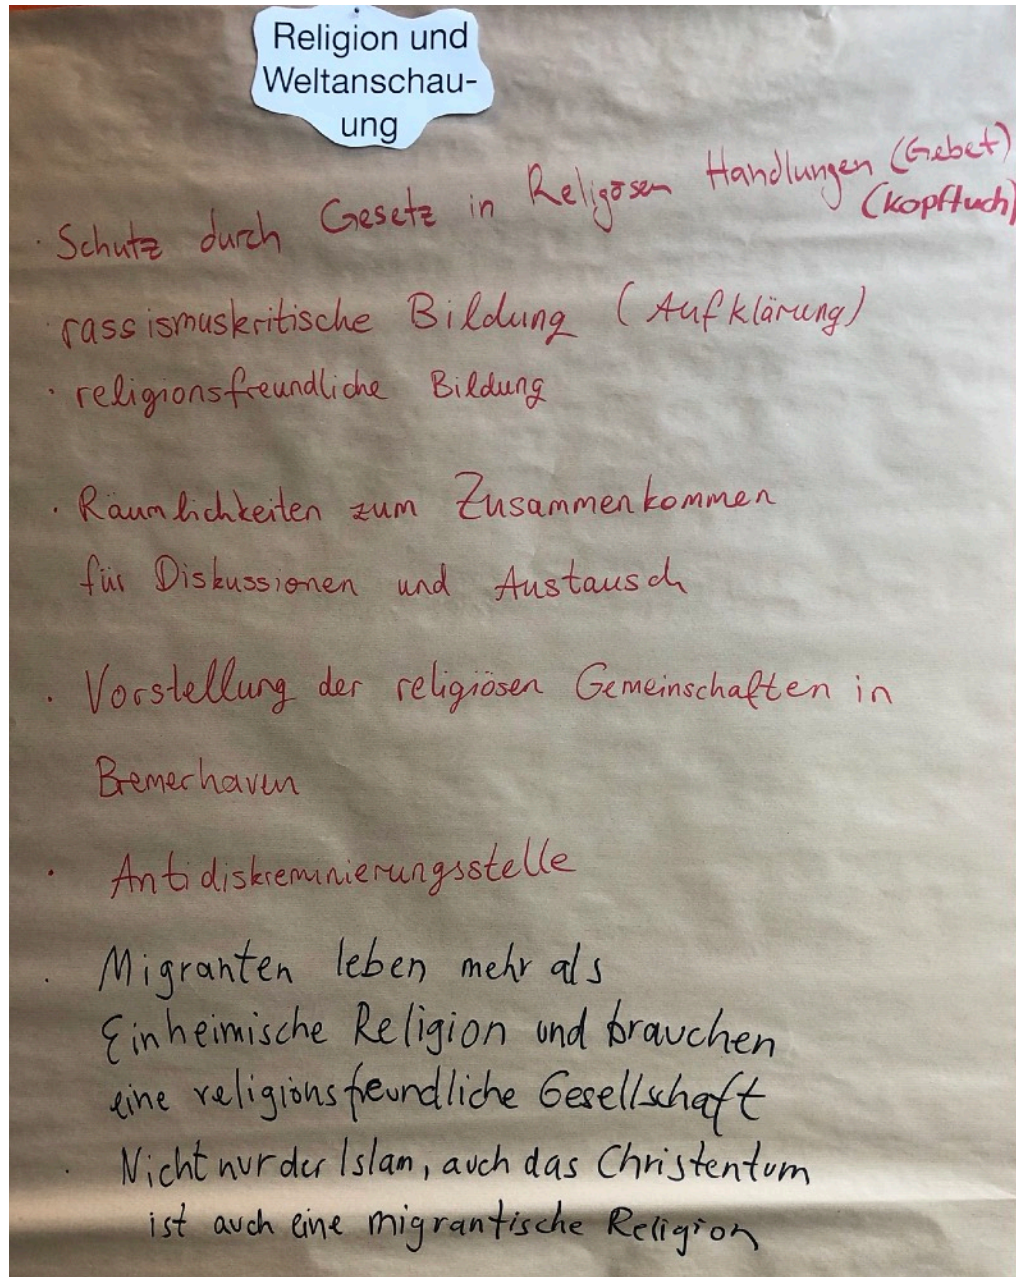 Religion und
Weltanschau-
ung
· Schutz durch Gesetz in Religösen Handlungen (Gebet)
(Kopftuch)
· rassismuskritische Bildung (Aufklärung)
· religionsfreundliche Bildung
· Räumlichkeiten zum Zusammenkommen
für Diskussionen und Austausch
· Vorstellung der religiösen Gemeinschaften in
Bremerhaven
· Antidiskreminierungsstelle
· Migranten leben mehr als
Einheimische Religion und brauchen
eine religionsfreundliche Gesellschaft
· Nicht nur der Islam, auch das Christentum
ist auch eine migrantische Religion